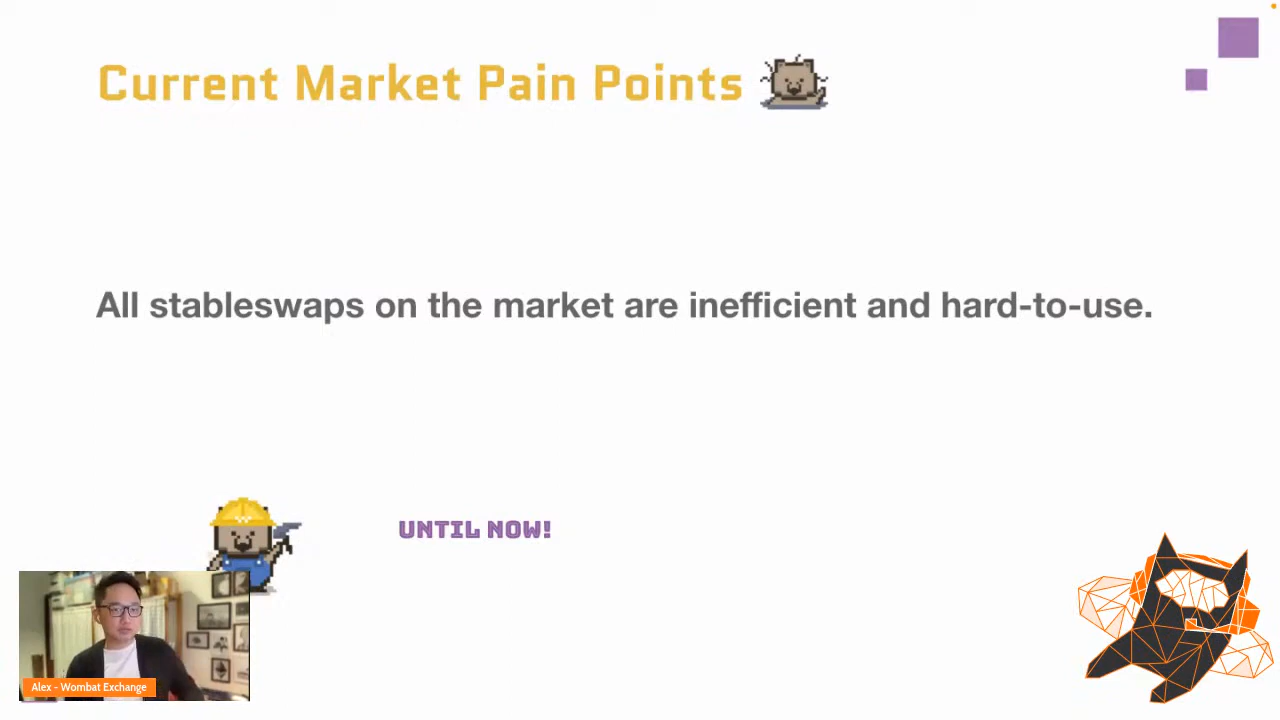 Current Market Pain Points
All stableswaps on the market are inefficient and hard-to-use.
UNTIL NOW!
Alex - Wombat Exchange